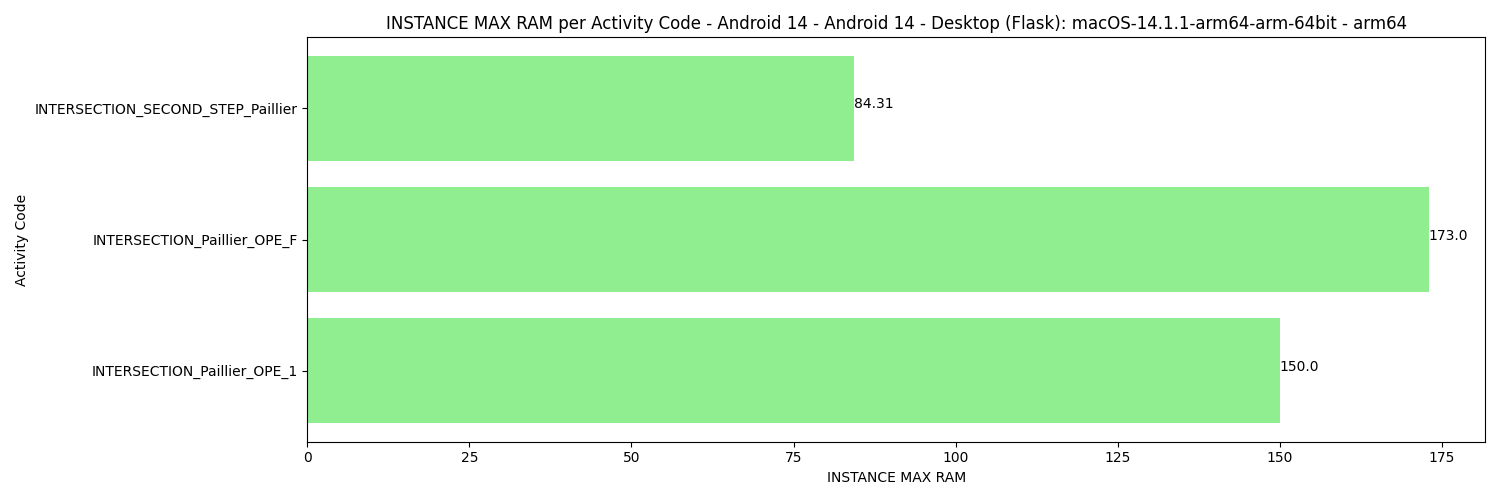 INSTANCE MAX RAM per Activity Code - Android 14 - Android 14 - Desktop (Flask): macOS-14.1.1-arm64-arm-64bit - arm64
Activity Code
INTERSECTION_SECOND_STEP_Paillier
84.31
INTERSECTION_Paillier_OPE_F
173.0
INTERSECTION_Paillier_OPE_1
150.0
0 25 50 75 100 125 150 175
INSTANCE MAX RAM